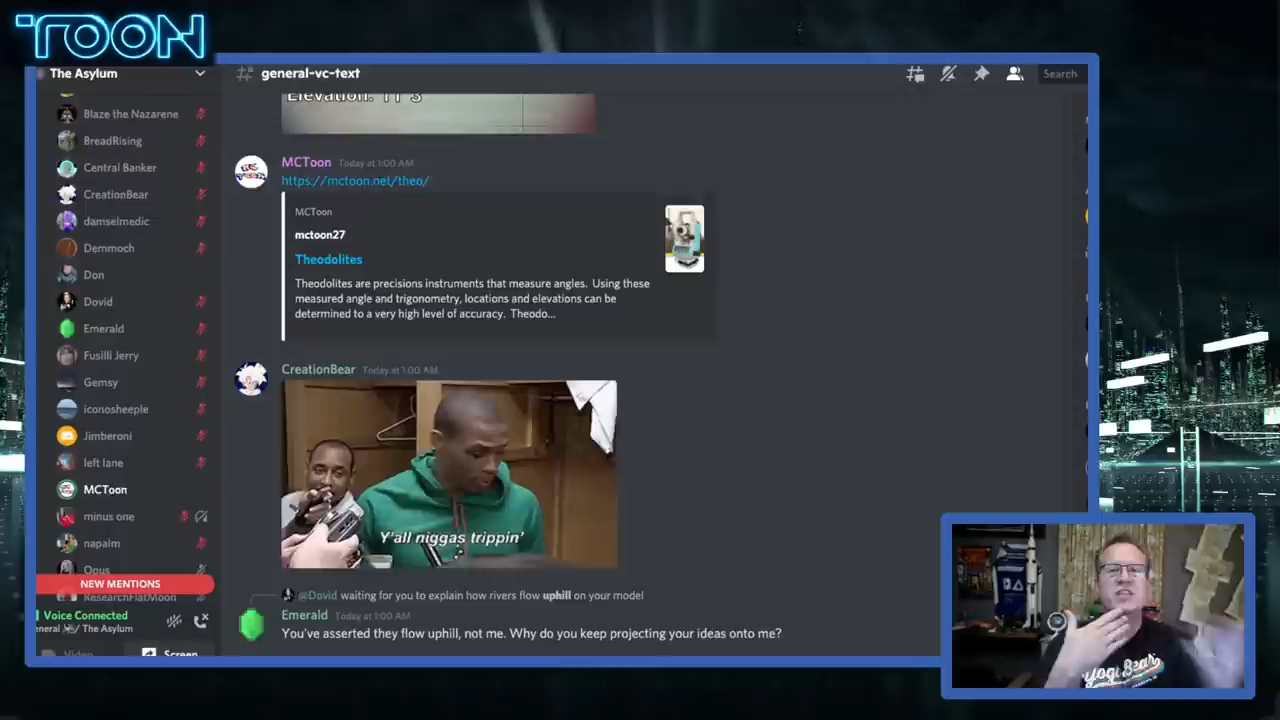 TOON
The Asylum
general-vc-text
Search
Blaze the Nazarene
BreadRising
Central Banker
CreationBear
damselmedic
Demmoch
Don
Dovid
Emerald
Fusilli Jerry
Gemsy
iconosheeple
Jimberoni
left lane
MCToon
minus one
napalm
Opus
NEW MENTIONS
ResearchFlatMoon
Voice Connected
eneral / The Asylum
Video
Screen
Elevation: 11°3
MCToon Today at 1:00 AM
https://mctoon.net/theo/
MCToon
mctoon27
Theodolites
Theodolites are precisions instruments that measure angles. Using these
measured angle and trigonometry, locations and elevations can be
determined to a very high level of accuracy. Theodo...
CreationBear Today at 1:00 AM
Y'all niggas trippin'
@Dovid waiting for you to explain how rivers flow uphill on your model
Emerald Today at 1:00 AM
You've asserted they flow uphill, not me. Why do you keep projecting your ideas onto me?
yogi Bear